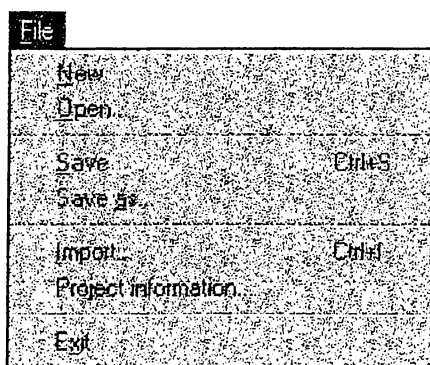 File
New
Open...
Save Ctrl+S
Save as...
Import... Ctrl+I
Project information...
Exit